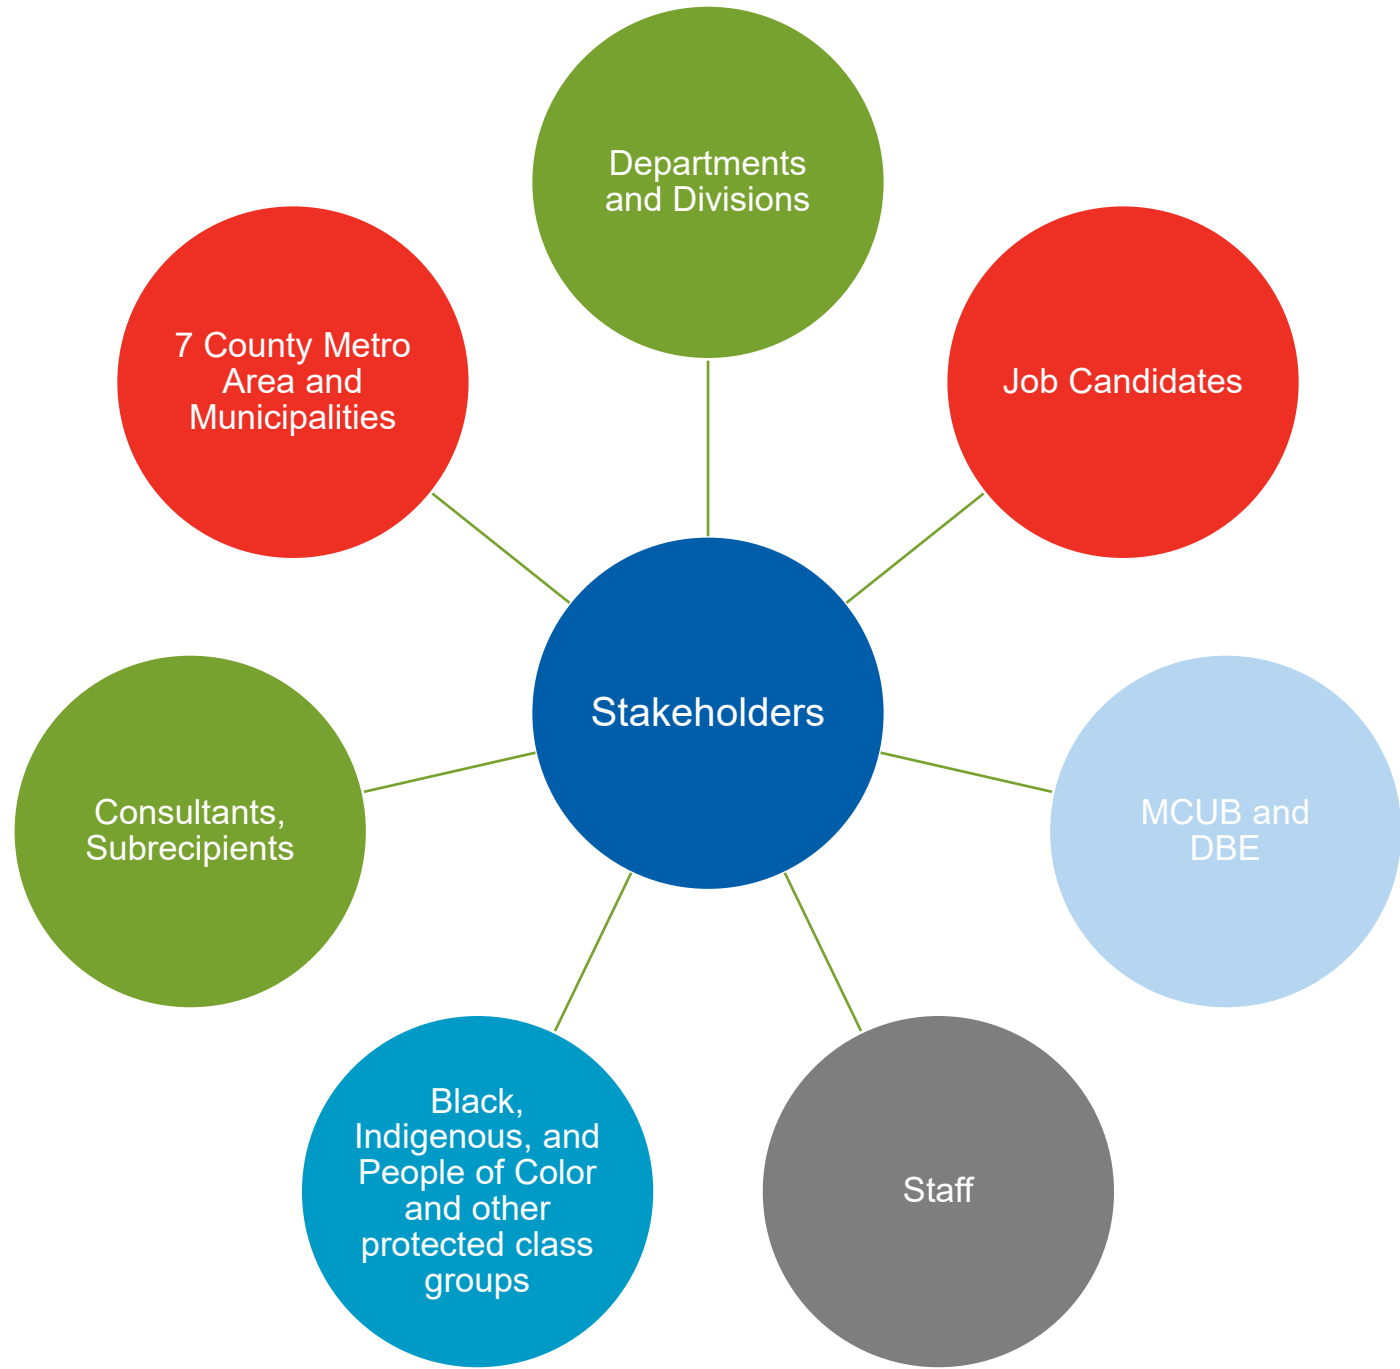 Departments
and Divisions
7 County Metro
Area and
Municipalities
Job Candidates
Stakeholders
Consultants,
Subrecipients
MCUB and
DBE
Black,
Indigenous, and
People of Color
and other
protected class
groups
Staff